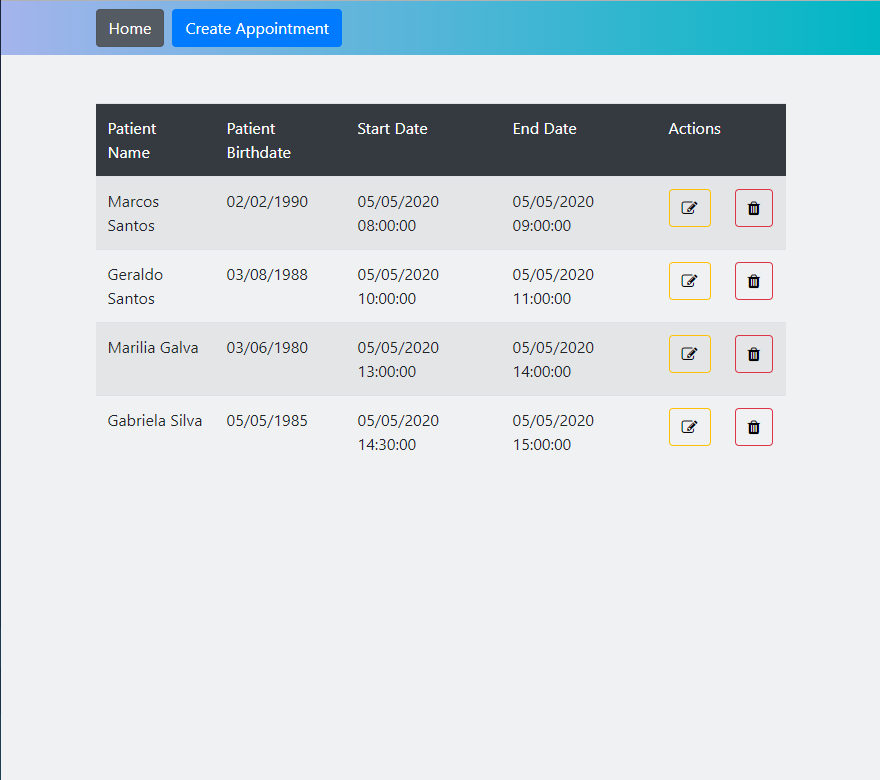 Home Create Appointment
Patient Name Patient Birthdate Start Date End Date Actions
Marcos Santos 02/02/1990 05/05/2020 08:00:00 05/05/2020 09:00:00
Geraldo Santos 03/08/1988 05/05/2020 10:00:00 05/05/2020 11:00:00
Marilia Galva 03/06/1980 05/05/2020 13:00:00 05/05/2020 14:00:00
Gabriela Silva 05/05/1985 05/05/2020 14:30:00 05/05/2020 15:00:00